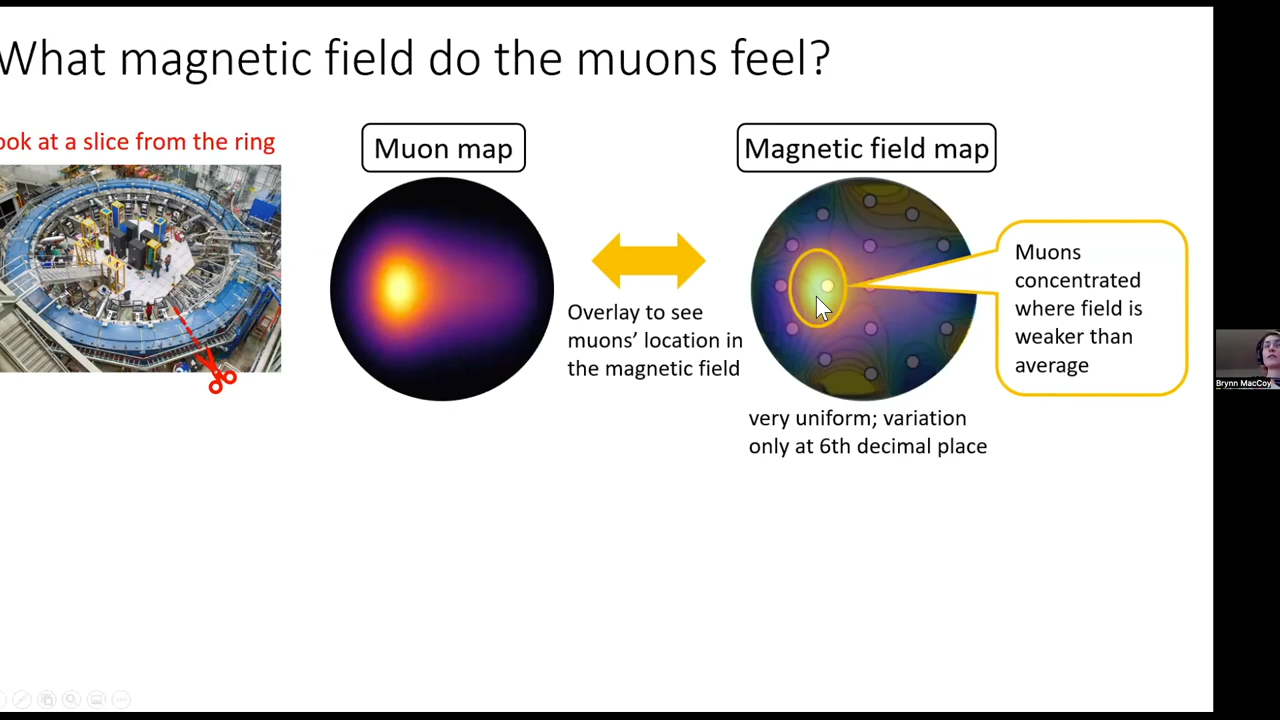 What magnetic field do the muons feel?
ook at a slice from the ring
Muon map
Overlay to see
muons’ location in
the magnetic field
Magnetic field map
very uniform; variation
only at 6th decimal place
Muons
concentrated
where field is
weaker than
average
Brynn MacCoy